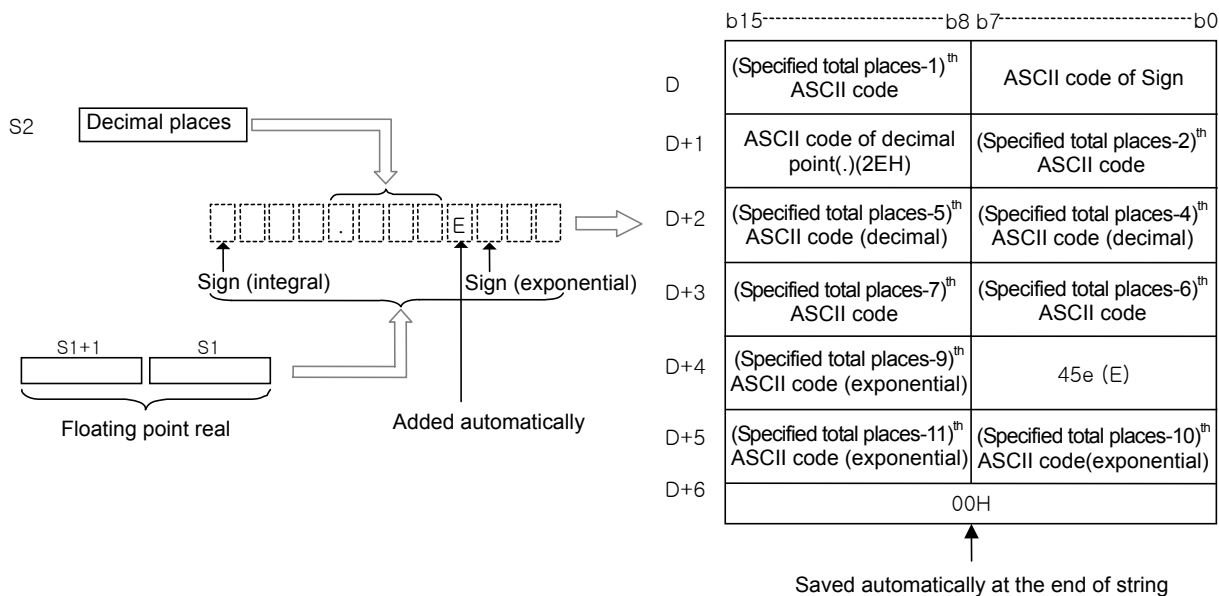 S2
Decimal places
.
E
Sign (integral)
Sign (exponential)
S1+1
S1
Floating point real
Added automatically
b15 b8 b7 b0
D
(Specified total places-1)th
ASCII code
ASCII code of Sign
D+1
ASCII code of decimal
point(.)(2EH)
(Specified total places-2)th
ASCII code
D+2
(Specified total places-5)th
ASCII code (decimal)
(Specified total places-4)th
ASCII code (decimal)
D+3
(Specified total places-7)th
ASCII code
(Specified total places-6)th
ASCII code
D+4
(Specified total places-9)th
ASCII code (exponential)
45e (E)
D+5
(Specified total places-11)th
ASCII code (exponential)
(Specified total places-10)th
ASCII code(exponential)
D+6
00H
Saved automatically at the end of string